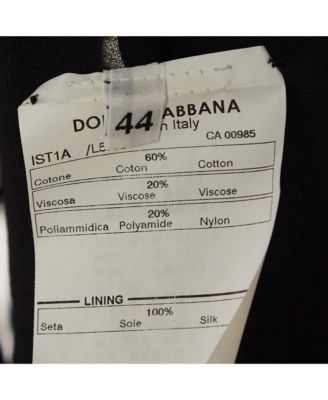 44
ABBANA
Italy
CA 00985
IST1A
60%
Cotone Coton Cotton
20%
Viscosa Viscose Viscose
20%
Poliammidica Polyamide Nylon
LINING
100%
Seta Soie Silk